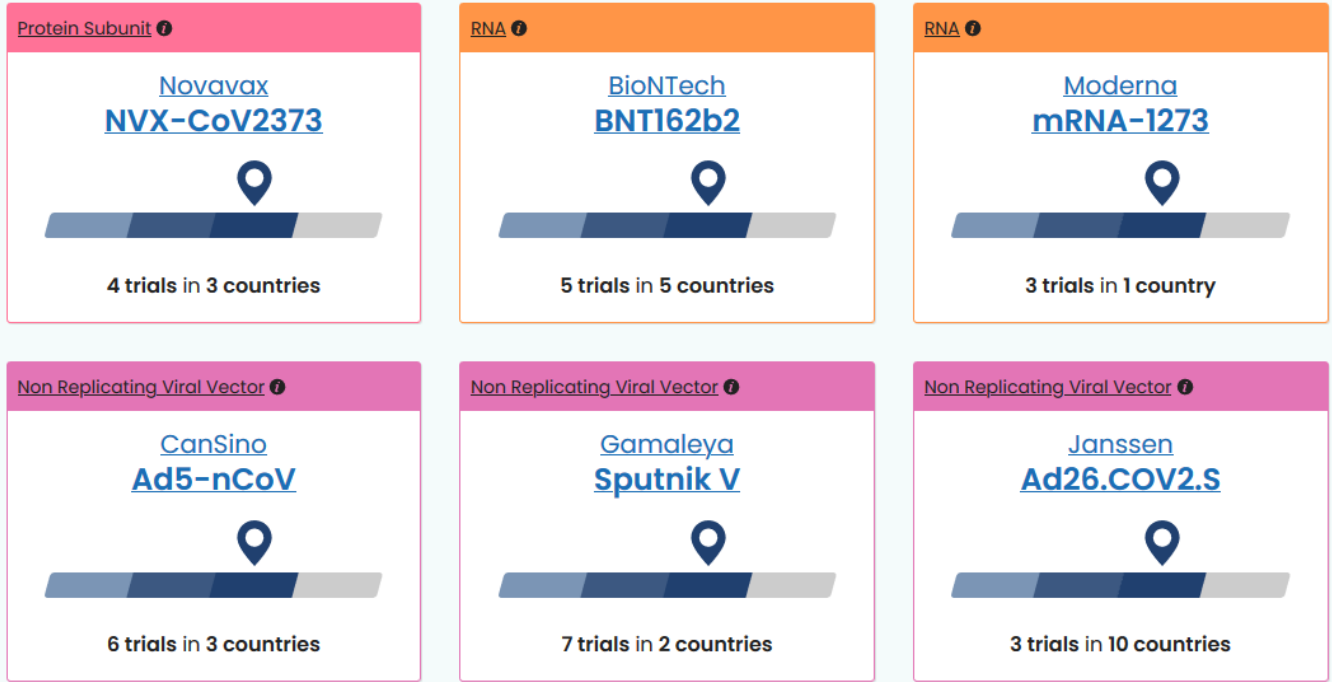 Protein Subunit
Novavax
NVX-CoV2373
4 trials in 3 countries
RNA
BioNTech
BNT162b2
5 trials in 5 countries
RNA
Moderna
mRNA-1273
3 trials in 1 country
Non Replicating Viral Vector
CanSino
Ad5-nCoV
6 trials in 3 countries
Non Replicating Viral Vector
Gamaleya
Sputnik V
7 trials in 2 countries
Non Replicating Viral Vector
Janssen
Ad26.COV2.S
3 trials in 10 countries